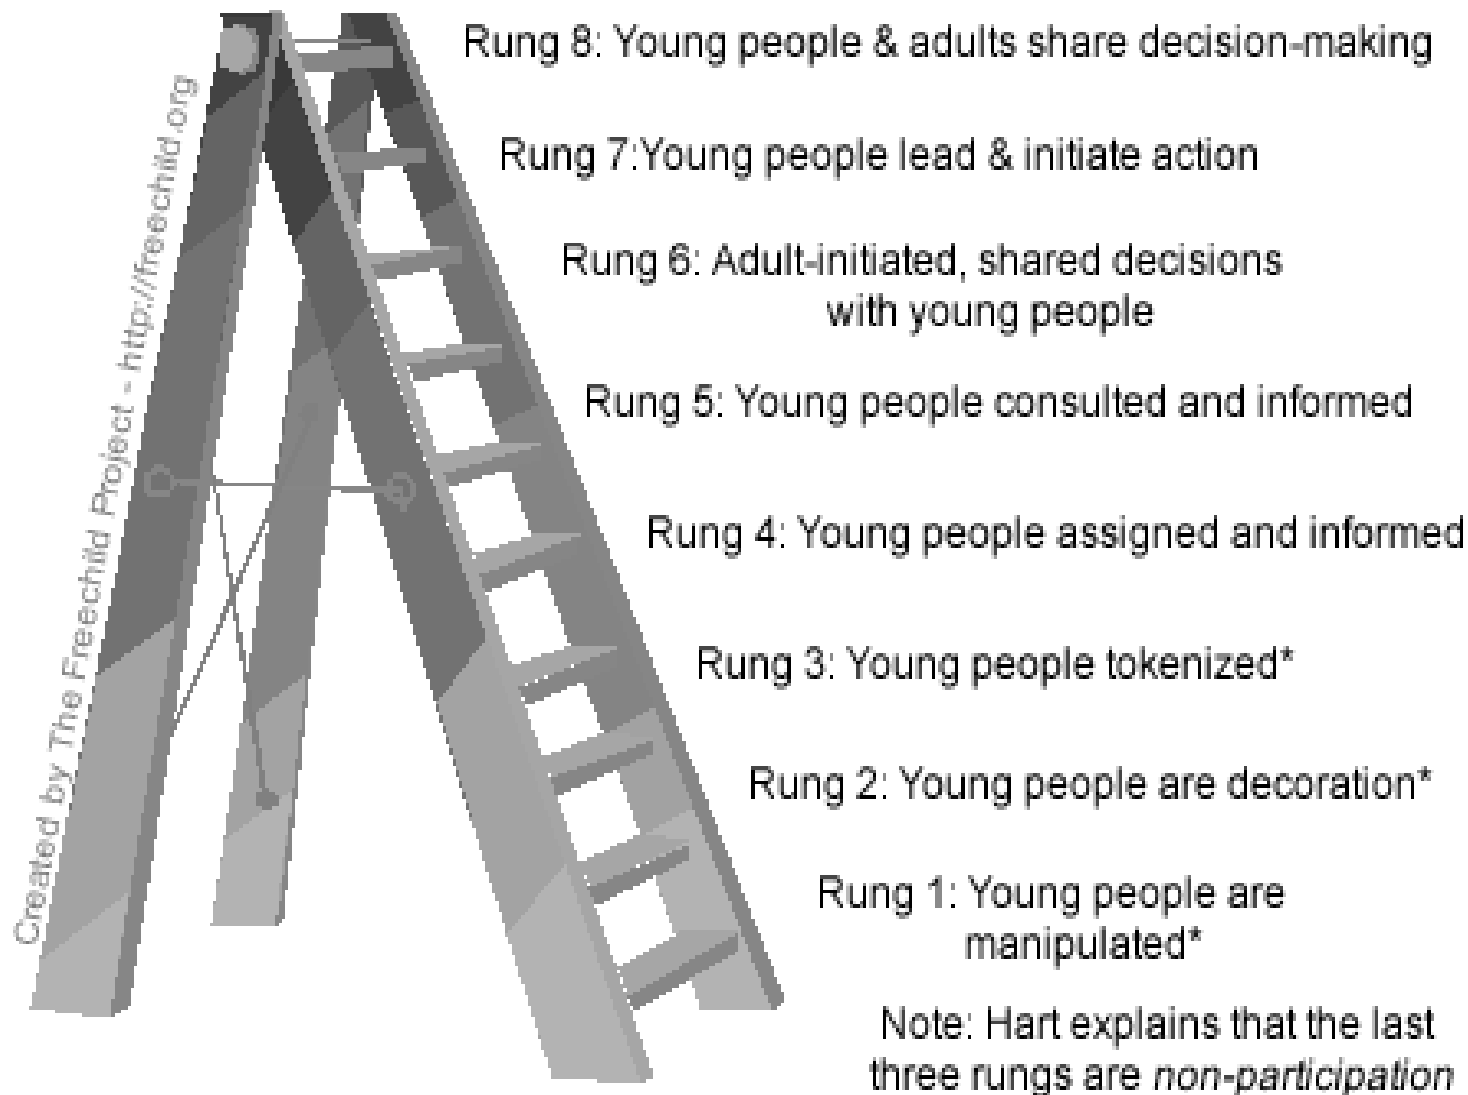 Rung 8: Young people & adults share decision-making
Rung 7:Young people lead & initiate action
Rung 6: Adult-initiated, shared decisions
with young people
Rung 5: Young people consulted and informed
Rung 4: Young people assigned and informed
Rung 3: Young people tokenized*
Rung 2: Young people are decoration*
Rung 1: Young people are
manipulated*
Note: Hart explains that the last
three rungs are non-participation
Created by The Freechild Project - http://freechild.org